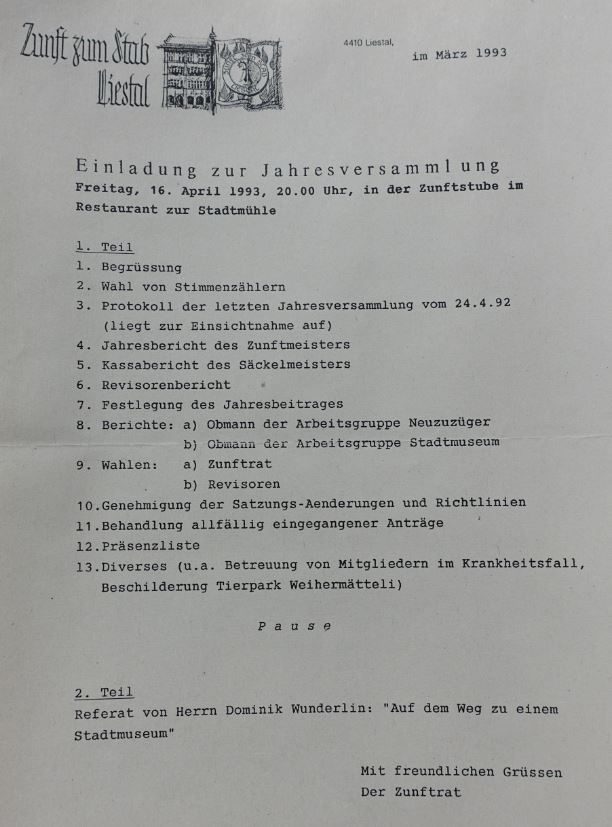 Zunft zum Stab
Liestal
4410 Liestal,
im März 1993
Einladung zur Jahresversammlung
Freitag, 16. April 1993, 20.00 Uhr, in der Zunftstube im
Restaurant zur Stadtmühle
1. Teil
1. Begrüssung
2. Wahl von Stimmenzählern
3. Protokoll der letzten Jahresversammlung vom 24.4.92
(liegt zur Einsichtnahme auf)
4. Jahresbericht des Zunftmeisters
5. Kassabericht des Säckelmeisters
6. Revisorenbericht
7. Festlegung des Jahresbeitrages
8. Berichte: a) Obmann der Arbeitsgruppe Neuzuzüger
b) Obmann der Arbeitsgruppe Stadtmuseum
9. Wahlen: a) Zunftrat
b) Revisoren
10.Genehmigung der Satzungs-Aenderungen und Richtlinien
11.Behandlung allfällig eingegangener Anträge
12.Präsenzliste
13.Diverses (u.a. Betreuung von Mitgliedern im Krankheitsfall,
Beschilderung Tierpark Weihermätteli)
P a u s e
2. Teil
Referat von Herrn Dominik Wunderlin: "Auf dem Weg zu einem
Stadtmuseum"
Mit freundlichen Grüssen
Der Zunftrat